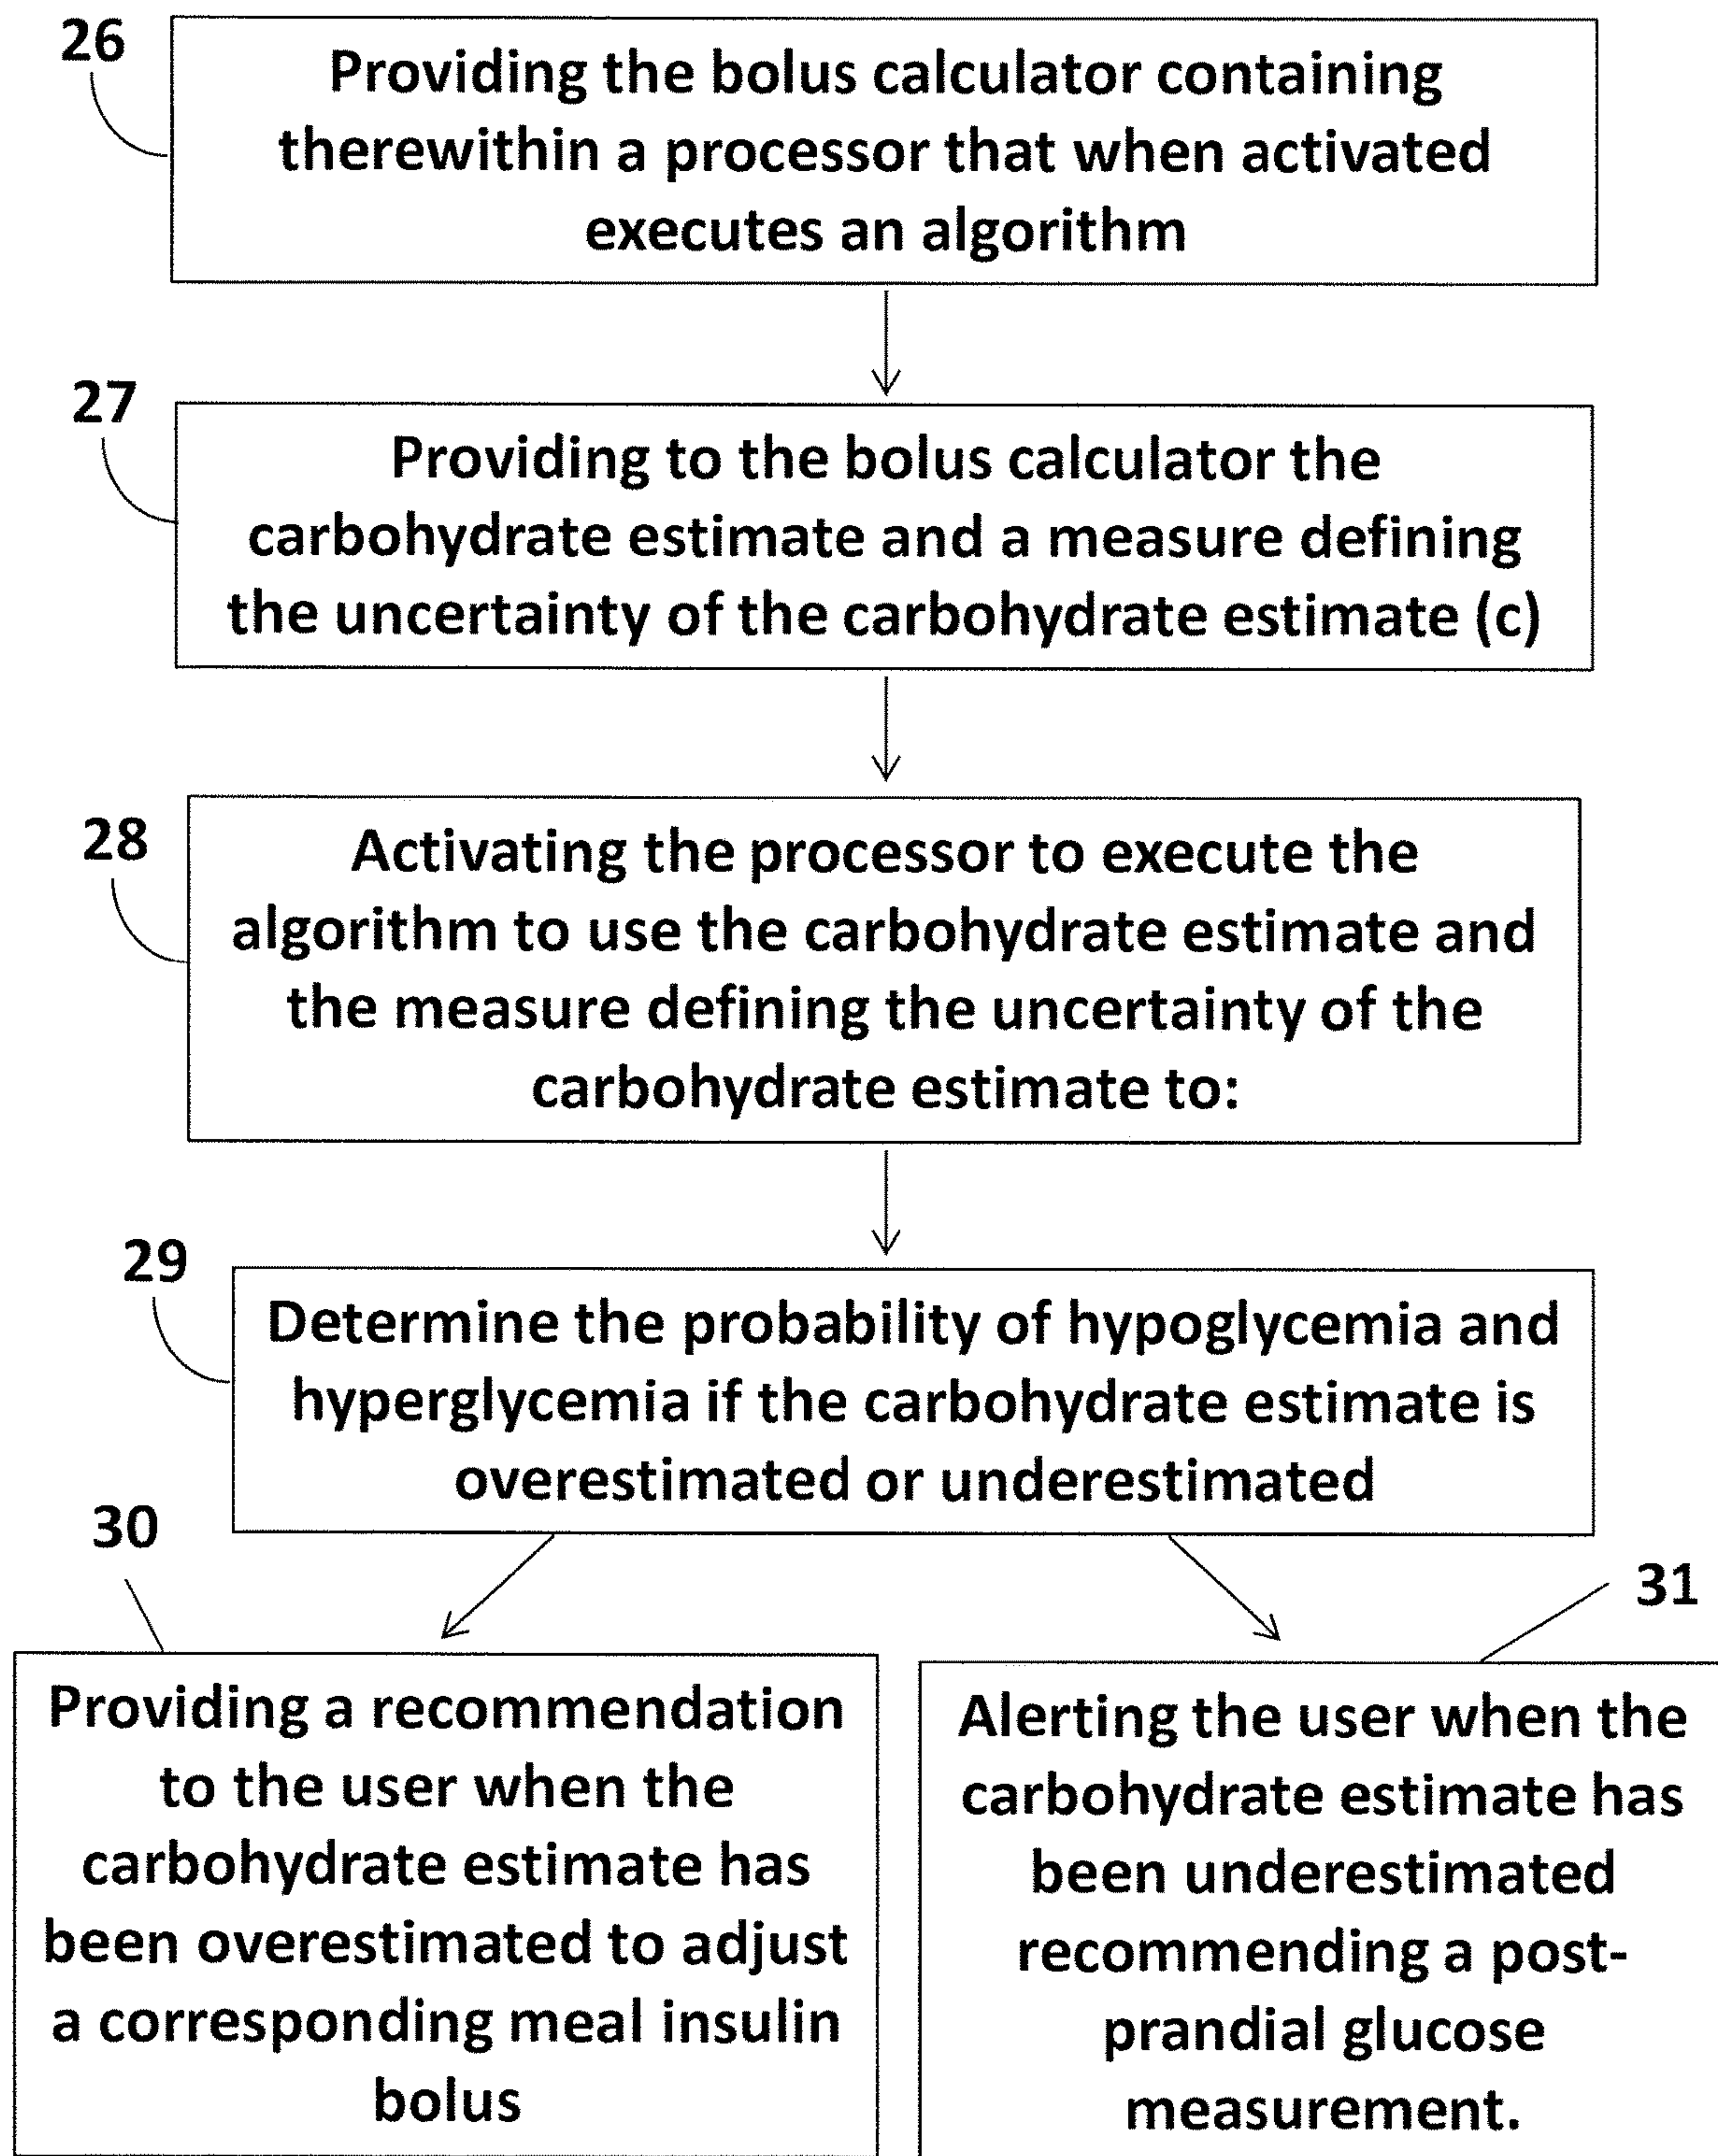 26
Providing the bolus calculator containing
therewithin a processor that when activated
executes an algorithm
27
Providing to the bolus calculator the
carbohydrate estimate and a measure defining
the uncertainty of the carbohydrate estimate (c)
28
Activating the processor to execute the
algorithm to use the carbohydrate estimate and
the measure defining the uncertainty of the
carbohydrate estimate to:
29
Determine the probability of hypoglycemia and
hyperglycemia if the carbohydrate estimate is
overestimated or underestimated
30
Providing a recommendation
to the user when the
carbohydrate estimate has
been overestimated to adjust
a corresponding meal insulin
bolus
31
Alerting the user when the
carbohydrate estimate has
been underestimated
recommending a post-
prandial glucose
measurement.